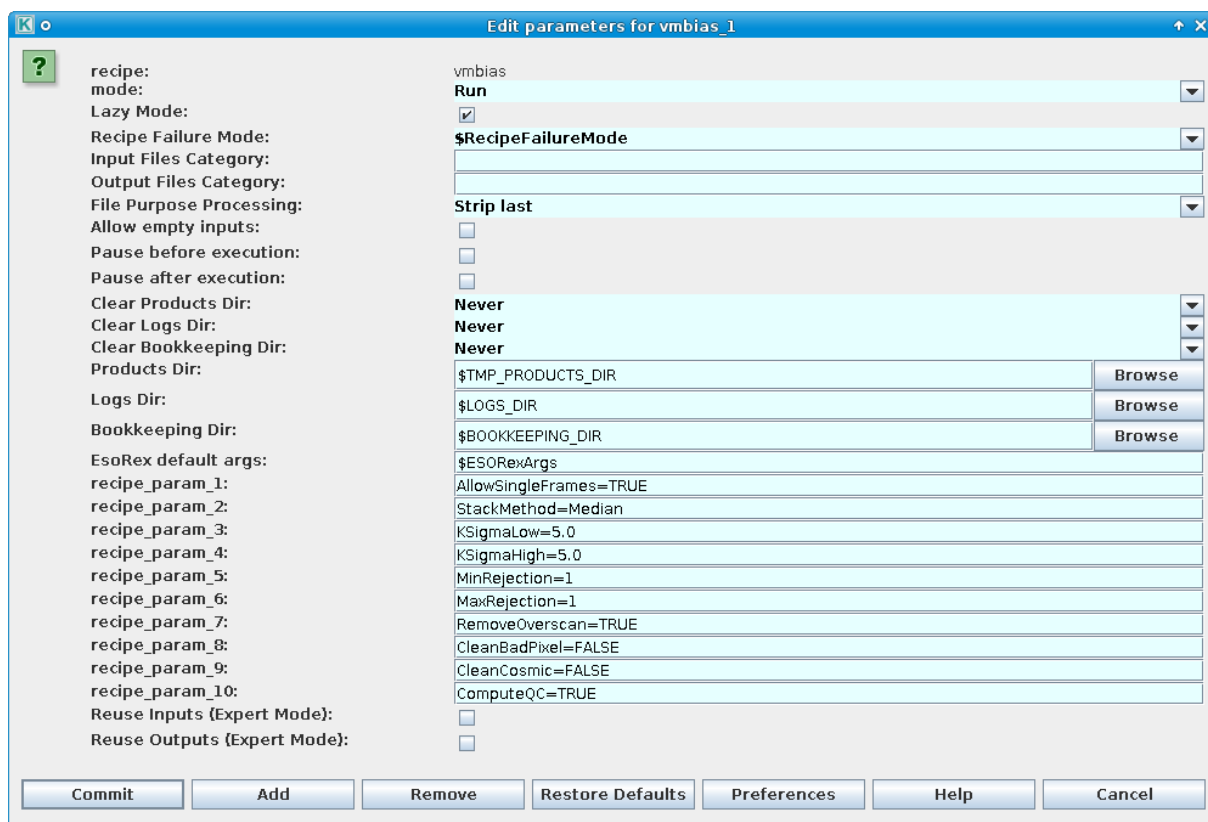 K Edit parameters for vmbias_1
?
recipe: vmbias
mode: Run
Lazy Mode:
Recipe Failure Mode: $RecipeFailureMode
Input Files Category:
Output Files Category:
File Purpose Processing: Strip last
Allow empty inputs:
Pause before execution:
Pause after execution:
Clear Products Dir: Never
Clear Logs Dir: Never
Clear Bookkeeping Dir: Never
Products Dir: $TMP_PRODUCTS_DIR Browse
Logs Dir: $LOGS_DIR Browse
Bookkeeping Dir: $BOOKKEEPING_DIR Browse
EsoRex default args: $ESORexArgs
recipe_param_1: AllowSingleFrames=TRUE
recipe_param_2: StackMethod=Median
recipe_param_3: KSigmaLow=5.0
recipe_param_4: KSigmaHigh=5.0
recipe_param_5: MinRejection=1
recipe_param_6: MaxRejection=1
recipe_param_7: RemoveOverscan=TRUE
recipe_param_8: CleanBadPixel=FALSE
recipe_param_9: CleanCosmic=FALSE
recipe_param_10: ComputeQC=TRUE
Reuse Inputs (Expert Mode):
Reuse Outputs (Expert Mode):
Commit Add Remove Restore Defaults Preferences Help Cancel